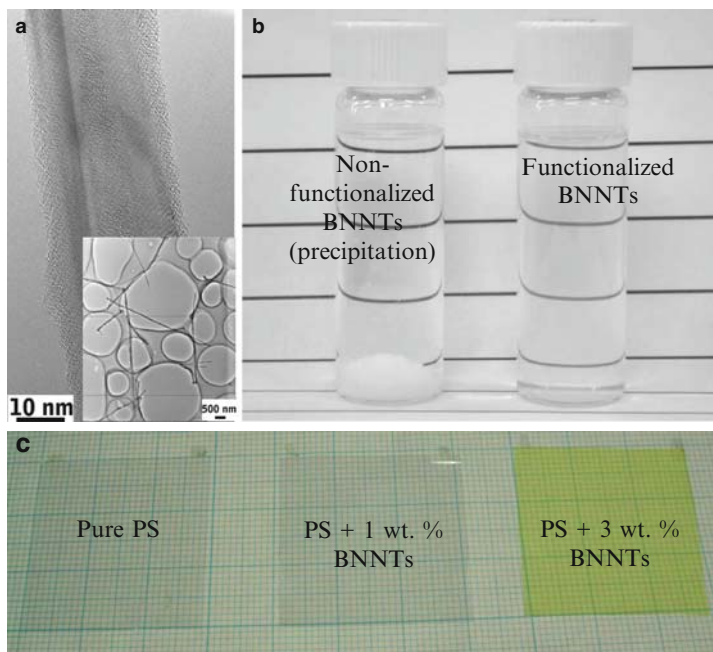 a
10 nm
500 nm
b
Non-
functionalized
BNNTs
(precipitation)
Functionalized
BNNTs
c
Pure PS
PS + 1 wt. %
BNNTs
PS + 3 wt. %
BNNTs